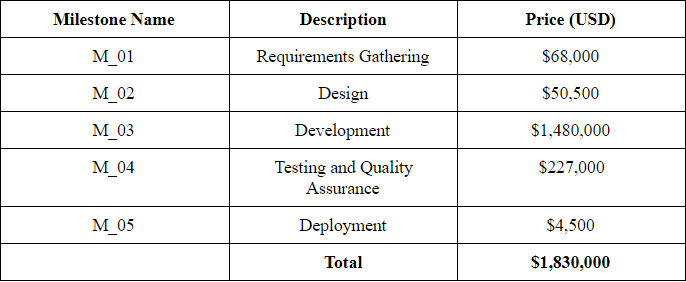 Milestone Name Description Price (USD)
M_01 Requirements Gathering $68,000
M_02 Design $50,500
M_03 Development $1,480,000
M_04 Testing and Quality $227,000
Assurance
M_05 Deployment $4,500
Total $1,830,000